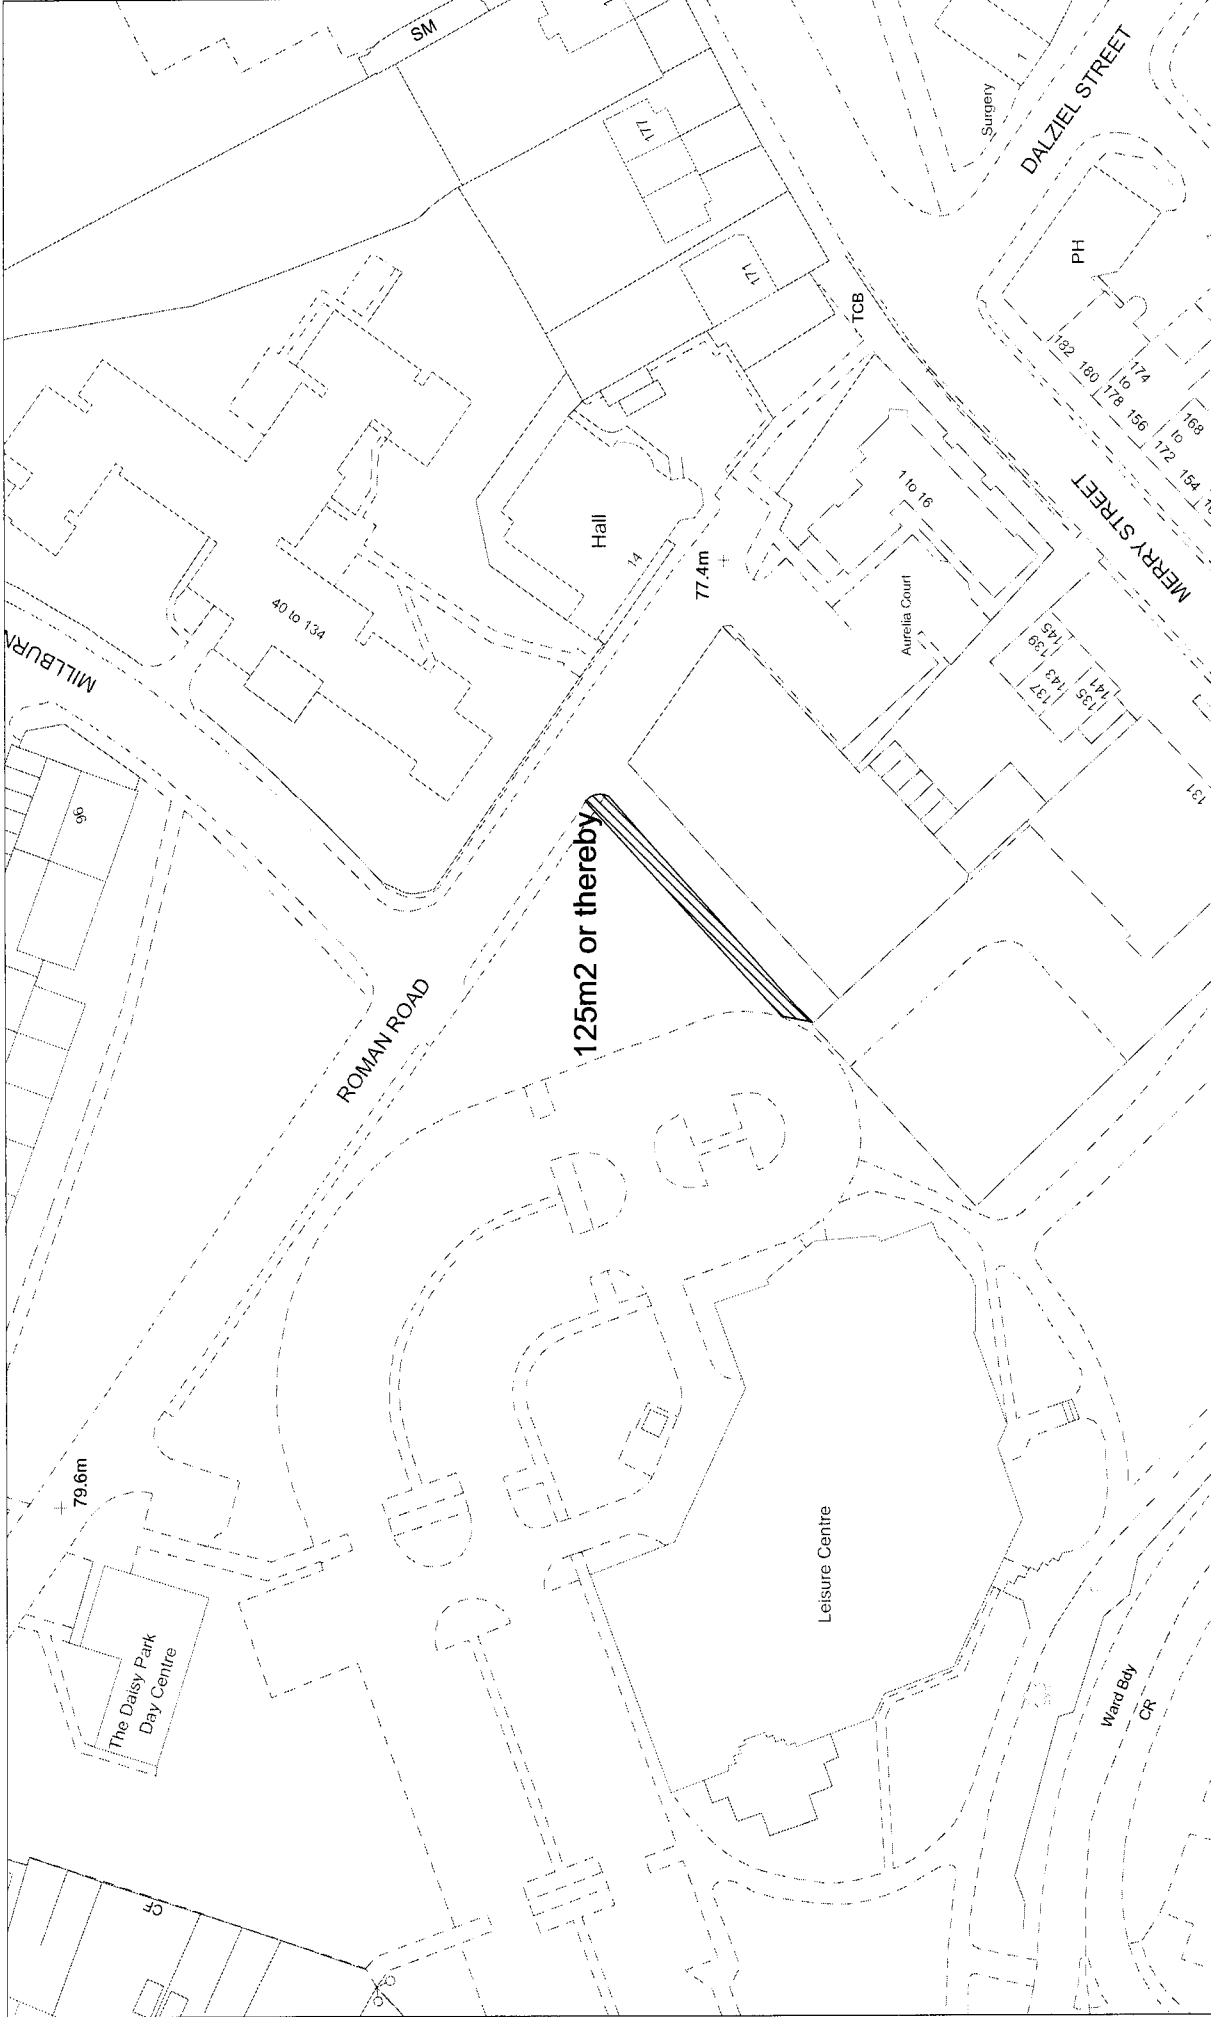 SM
177
1
Surgery
DALZIEL STREET
171
TCB
PH
182
180
174
to
178
156
168
to
172
154
MERRY STREET
1 to 16
Aurelia Court
Hall
14
77.4m
40 to 134
MILLBURN
96
145
139
143
137
141
135
131
125m2 or thereby
ROMAN ROAD
79.6m
The Daisy Park
Day Centre
Leisure Centre
Ward Bdy
CR
CF